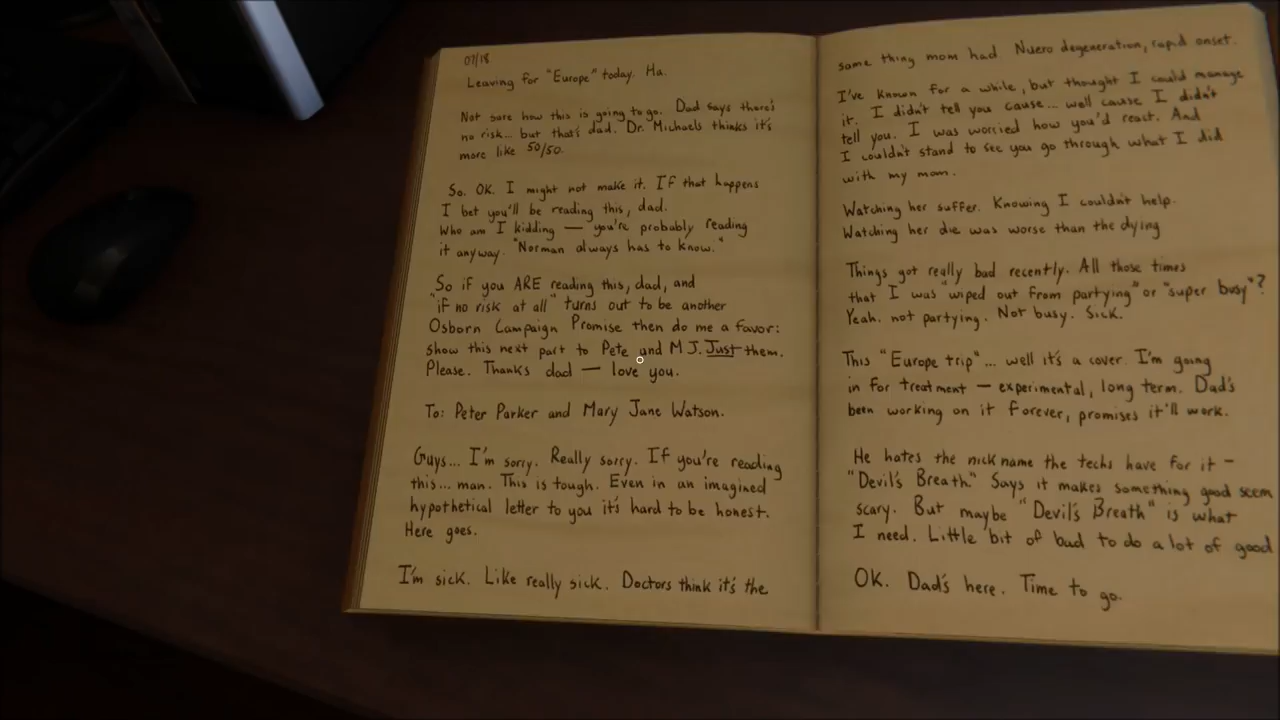 07/18
Leaving for "Europe" today. Ha.
Not sure how this is going to go. Dad says there's
no risk... but that's dad. Dr. Michaels thinks it's
more like 50/50.
So. OK. I might not make it. If that happens
I bet you'll be reading this, dad.
Who am I kidding — you're probably reading
it anyway. "Norman always has to know."
So if you ARE reading this, dad, and
"if no risk at all" turns out to be another
Osborn Campaign Promise then do me a favor:
show this next part to Pete and MJ. Just them.
Please. Thanks dad — love you.
To: Peter Parker and Mary Jane Watson.
Guys... I'm sorry. Really sorry. If you're reading
this... man. This is tough. Even in an imagined
hypothetical letter to you it's hard to be honest.
Here goes.
I'm sick. Like really sick. Doctors think it's the
same thing mom had. Nuero degeneration, rapid onset.
I've known for a while, but thought I could manage
it. I didn't tell you cause... well cause I didn't
tell you. I was worried how you'd react. And
I couldn't stand to see you go through what I did
with my mom.
Watching her suffer. Knowing I couldn't help.
Watching her die was worse than the dying
Things got really bad recently. All those times
that I was "wiped out from partying" or "super busy"?
Yeah. not partying. Not busy. Sick.
This "Europe trip"... well it's a cover. I'm going
in for treatment — experimental, long term. Dad's
been working on it forever, promises it'll work.
He hates the nickname the techs have for it -
"Devil's Breath." Says it makes something good seem
scary. But maybe "Devil's Breath" is what
I need. Little bit of bad to do a lot of good
OK. Dad's here. Time to go.